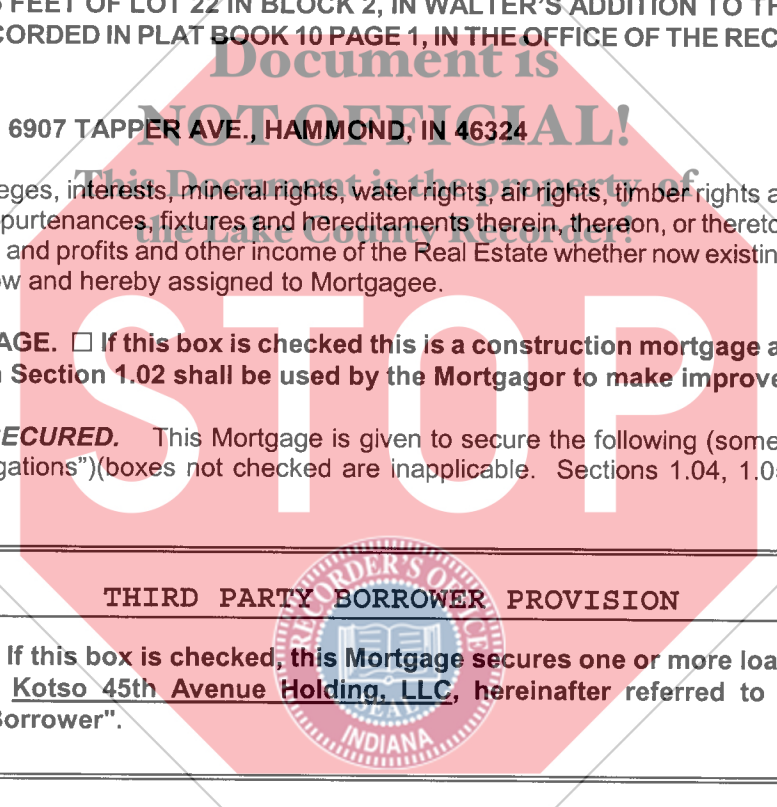 FEET OF LOT 22 IN BLOCK 2, IN WALTER'S ADDITION TO TH
CORDED IN PLAT BOOK 10 PAGE 1, IN THE OFFICE OF THE REC
Document is
NOT OFFICIAL!
6907 TAPPER AVE., HAMMOND, IN 46324
This Document is the property of
the Lake County Recorder!
eges, interests, mineral rights, water rights, air rights, timber rights a
purtenances, fixtures and hereditaments therein, thereon, or thereto
and profits and other income of the Real Estate whether now existin
w and hereby assigned to Mortgagee.
STOP
AGE. ☐ If this box is checked this is a construction mortgage a
Section 1.02 shall be used by the Mortgagor to make improve
ECURED. This Mortgage is given to secure the following (some
gations")(boxes not checked are inapplicable. Sections 1.04, 1.0
THIRD PARTY BORROWER PROVISION
If this box is checked, this Mortgage secures one or more loa
Kotso 45th Avenue Holding, LLC, hereinafter referred to
Borrower".
RECORDER'S OFFICE
SEAL
INDIANA